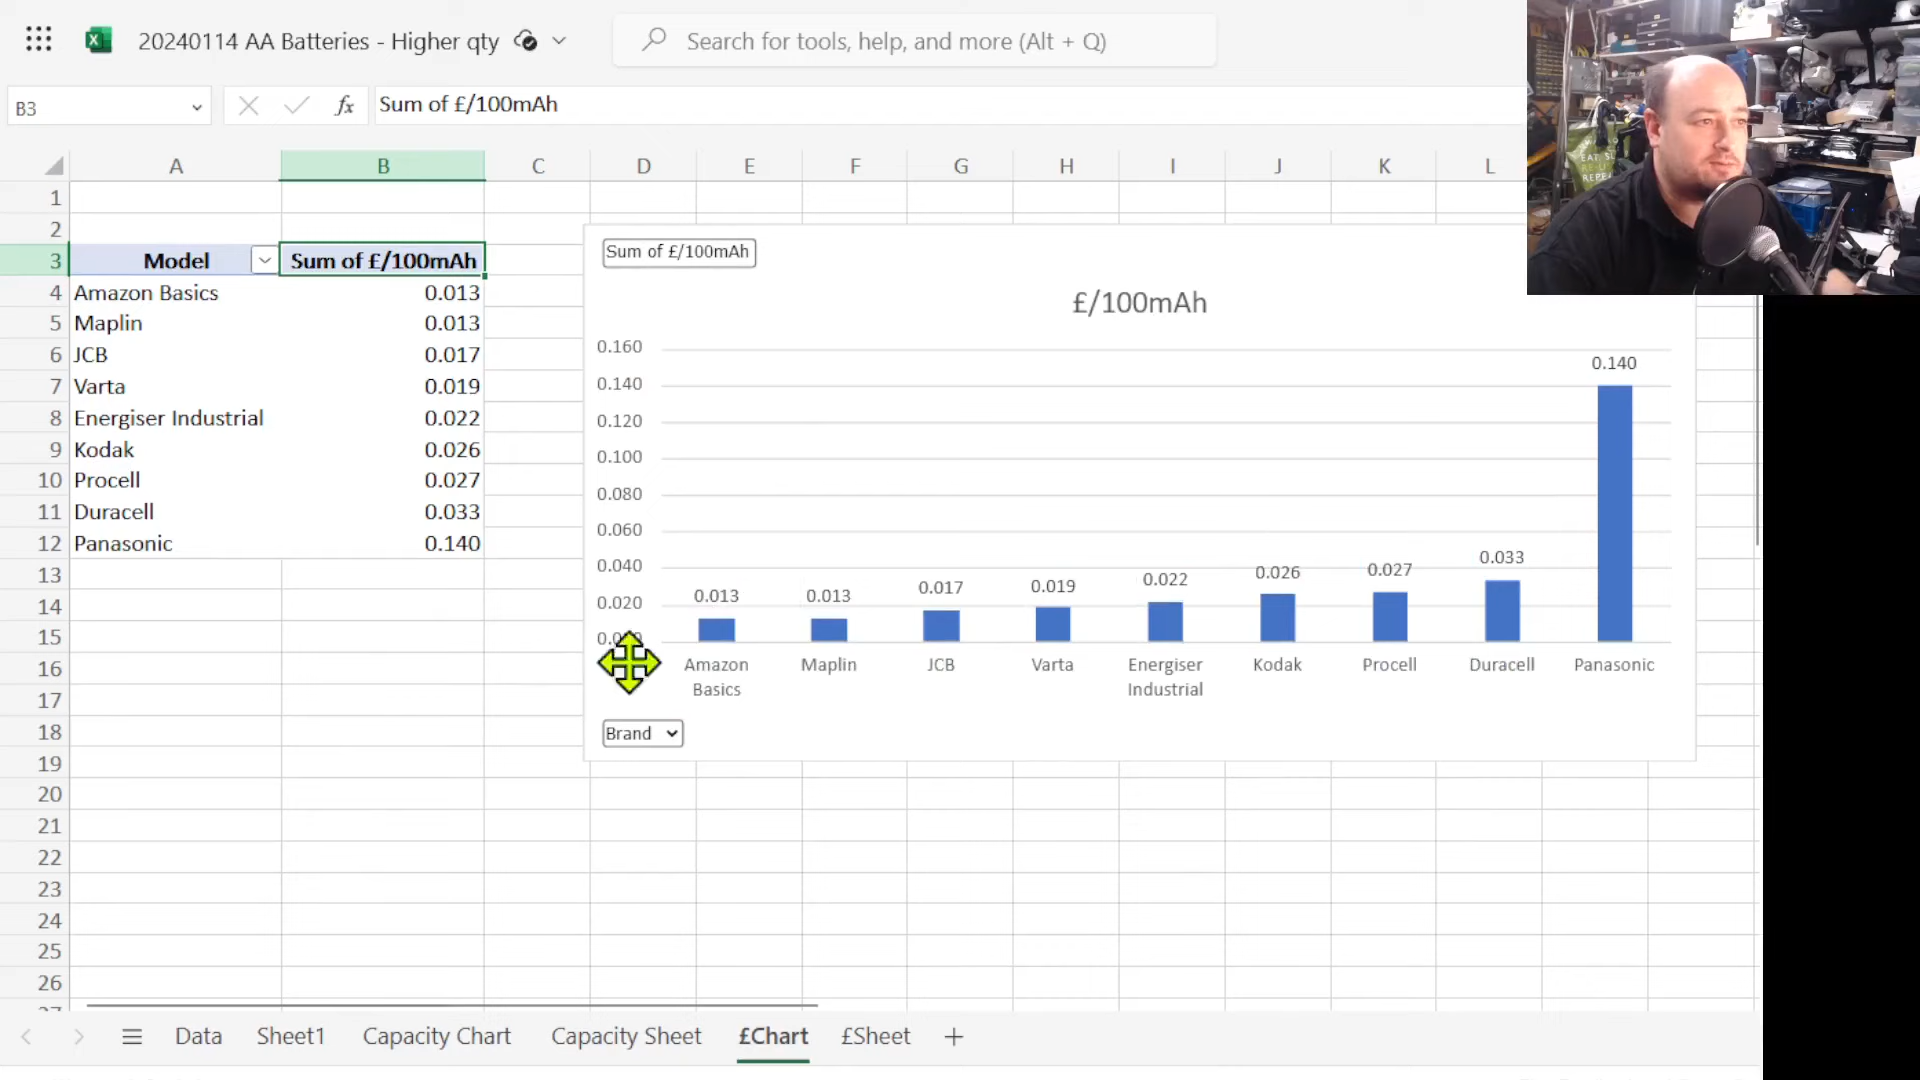 20240114 AA Batteries - Higher qty
Search for tools, help, and more (Alt + Q)
B3
fx
Sum of £/100mAh
A B C D E F G H I J K L
1
2
3 Model Sum of £/100mAh
4 Amazon Basics 0.013
5 Maplin 0.013
6 JCB 0.017
7 Varta 0.019
8 Energiser Industrial 0.022
9 Kodak 0.026
10 Procell 0.027
11 Duracell 0.033
12 Panasonic 0.140
13
14
15
16
17
18
19
20
21
22
23
24
25
26
Sum of £/100mAh
£/100mAh
0.160
0.140
0.120
0.100
0.080
0.060
0.040
0.020
0.013 0.013 0.017 0.019 0.022 0.026 0.027 0.033 0.140
Amazon Maplin JCB Varta Energiser Kodak Procell Duracell Panasonic
Basics Industrial
Brand
Data Sheet1 Capacity Chart Capacity Sheet £Chart £Sheet